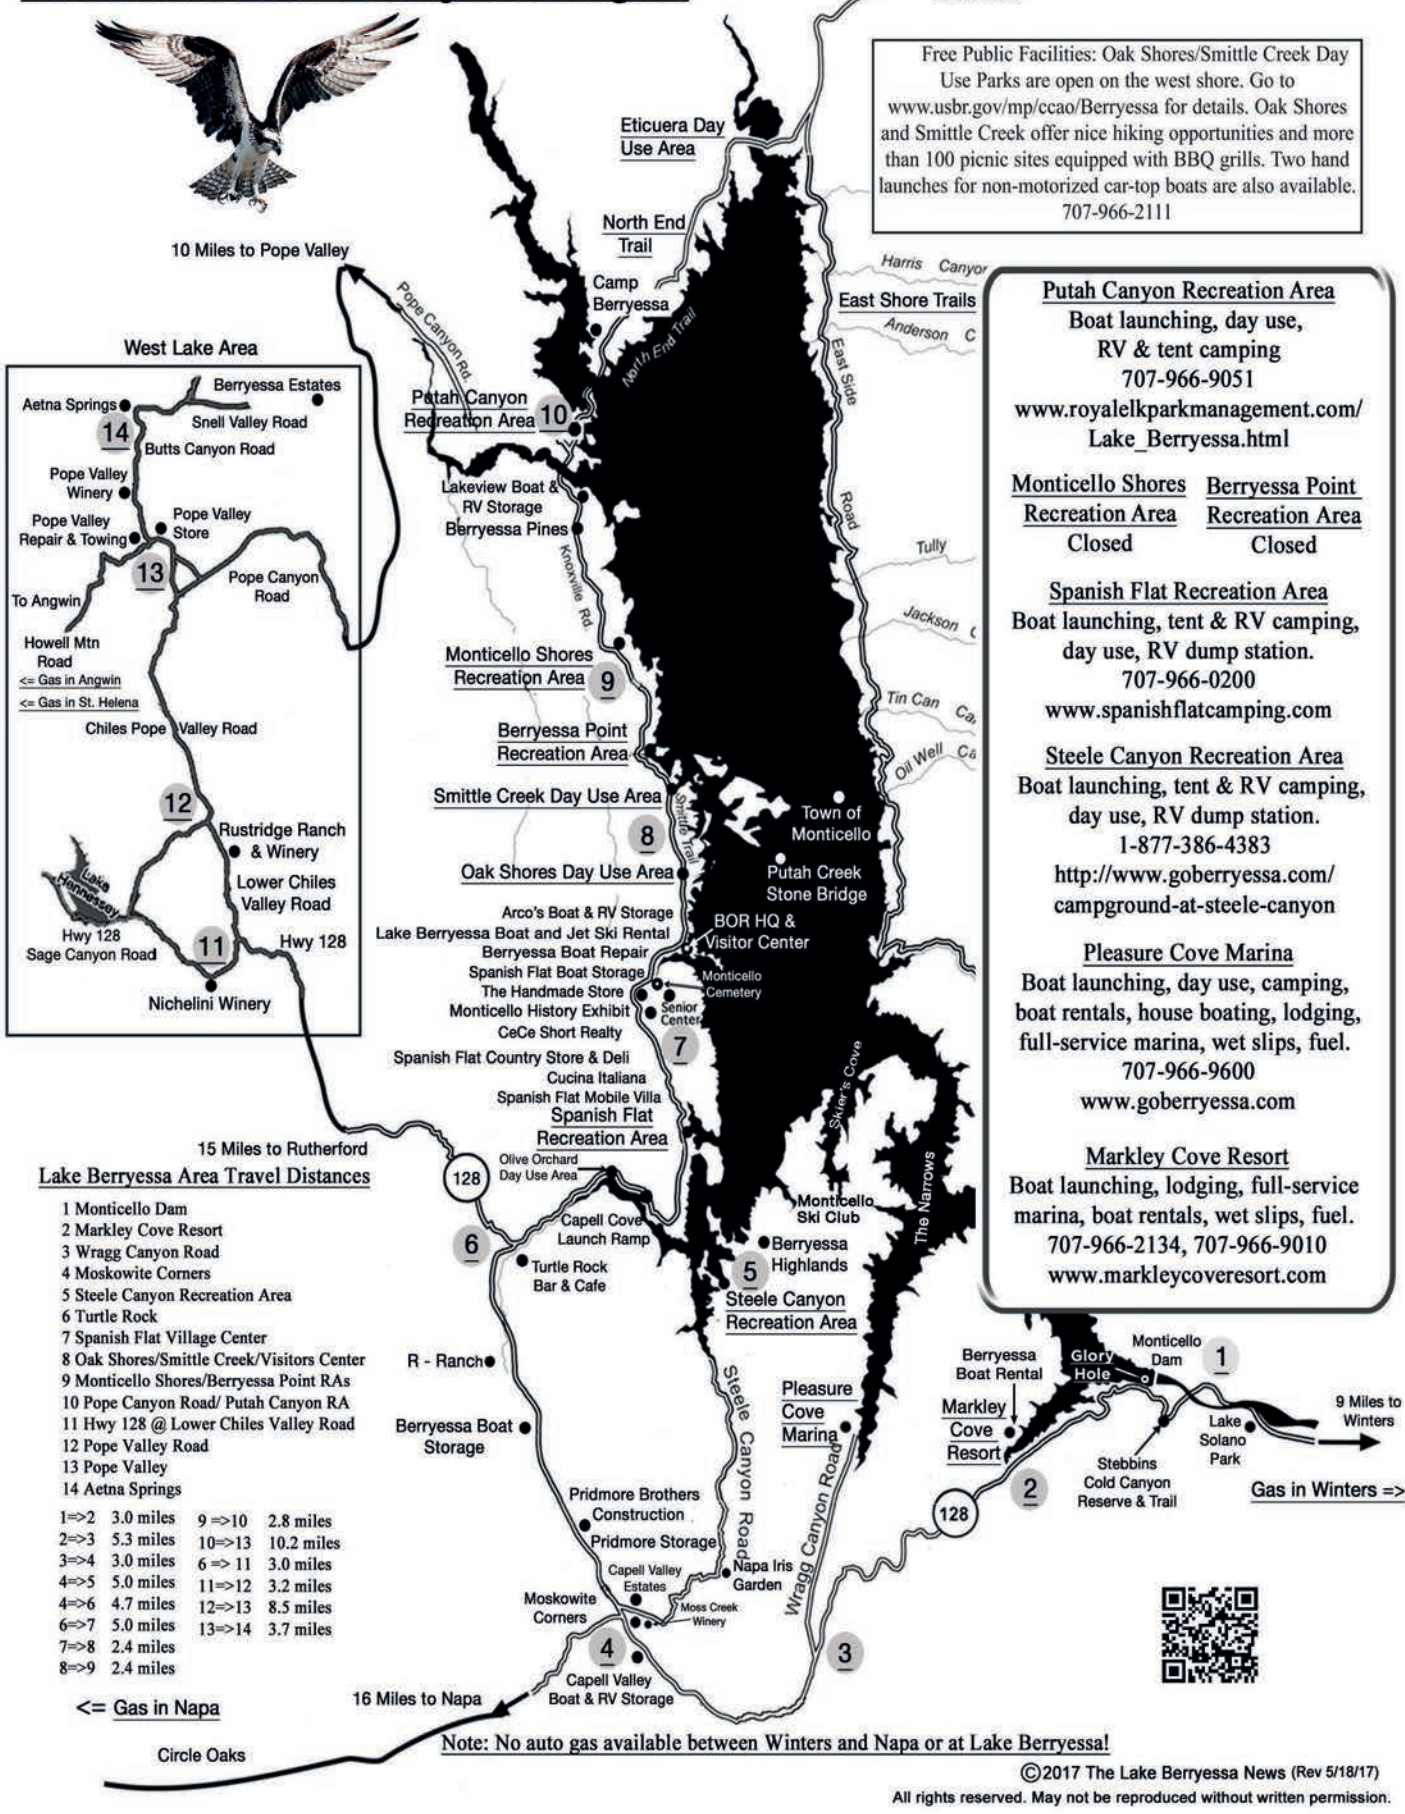 Free Public Facilities: Oak Shores/Smittle Creek Day
Use Parks are open on the west shore. Go to
www.usbr.gov/mp/ccao/Berryessa for details. Oak Shores
and Smittle Creek offer nice hiking opportunities and more
than 100 picnic sites equipped with BBQ grills. Two hand
launches for non-motorized car-top boats are also available.
707-966-2111
Eticuera Day
Use Area
North End
Trail
10 Miles to Pope Valley
Camp
Berryessa
Harris Canyon
East Shore Trails
Anderson C
Pope Canyon Rd.
North End Trail
East Side
Road
Putah Canyon
Recreation Area
10
Lakeview Boat &
RV Storage
Berryessa Pines
Knoxville Rd.
Tully
Jackson C
Tin Can Ca
Oil Well Ca
Monticello Shores
Recreation Area
9
Berryessa Point
Recreation Area
Smittle Creek Day Use Area
Smittle Trail
8
Oak Shores Day Use Area
Town of
Monticello
Putah Creek
Stone Bridge
Arco's Boat & RV Storage
Lake Berryessa Boat and Jet Ski Rental
Berryessa Boat Repair
Spanish Flat Boat Storage
The Handmade Store
Monticello History Exhibit
CeCe Short Realty
Spanish Flat Country Store & Deli
Cucina Italiana
Spanish Flat Mobile Villa
Spanish Flat
Recreation Area
BOR HQ &
Visitor Center
Monticello
Cemetery
Senior
Center
7
West Lake Area
Aetna Springs
14
Berryessa Estates
Snell Valley Road
Butts Canyon Road
Pope Valley
Winery
Pope Valley
Repair & Towing
Pope Valley
Store
13
Pope Canyon
Road
To Angwin
Howell Mtn
Road
<= Gas in Angwin
<= Gas in St. Helena
Chiles Pope Valley Road
12
Rustridge Ranch
& Winery
Lower Chiles
Valley Road
Lake
Hennessey
Hwy 128
Sage Canyon Road
11
Hwy 128
Nichelini Winery
Putah Canyon Recreation Area
Boat launching, day use,
RV & tent camping
707-966-9051
www.royalelkparkmanagement.com/
Lake_Berryessa.html
Monticello Shores
Recreation Area
Closed
Berryessa Point
Recreation Area
Closed
Spanish Flat Recreation Area
Boat launching, tent & RV camping,
day use, RV dump station.
707-966-0200
www.spanishflatcamping.com
Steele Canyon Recreation Area
Boat launching, tent & RV camping,
day use, RV dump station.
1-877-386-4383
http://www.goberryessa.com/
campground-at-steele-canyon
Pleasure Cove Marina
Boat launching, day use, camping,
boat rentals, house boating, lodging,
full-service marina, wet slips, fuel.
707-966-9600
www.goberryessa.com
Markley Cove Resort
Boat launching, lodging, full-service
marina, boat rentals, wet slips, fuel.
707-966-2134, 707-966-9010
www.markleycoveresort.com
15 Miles to Rutherford
128
Olive Orchard
Day Use Area
Capell Cove
Launch Ramp
6
Turtle Rock
Bar & Cafe
Skier's Cove
The Narrows
Monticello
Ski Club
Berryessa
Highlands
5
Steele Canyon
Recreation Area
R - Ranch
Berryessa Boat
Storage
Steele Canyon Road
Pleasure
Cove
Marina
Wragg Canyon Road
Pridmore Brothers
Construction
Pridmore Storage
Napa Iris
Garden
Capell Valley
Estates
Moss Creek
Winery
Moskowite
Corners
4
Capell Valley
Boat & RV Storage
3
Berryessa
Boat Rental
Markley
Cove
Resort
2
128
Glory
Hole
Monticello
Dam
1
Stebbins
Cold Canyon
Reserve & Trail
Lake
Solano
Park
9 Miles to
Winters
Gas in Winters =>
Lake Berryessa Area Travel Distances
1 Monticello Dam
2 Markley Cove Resort
3 Wragg Canyon Road
4 Moskowite Corners
5 Steele Canyon Recreation Area
6 Turtle Rock
7 Spanish Flat Village Center
8 Oak Shores/Smittle Creek/Visitors Center
9 Monticello Shores/Berryessa Point RAs
10 Pope Canyon Road/ Putah Canyon RA
11 Hwy 128 @ Lower Chiles Valley Road
12 Pope Valley Road
13 Pope Valley
14 Aetna Springs
1=>2 3.0 miles
2=>3 5.3 miles
3=>4 3.0 miles
4=>5 5.0 miles
4=>6 4.7 miles
6=>7 5.0 miles
7=>8 2.4 miles
8=>9 2.4 miles
9 =>10 2.8 miles
10=>13 10.2 miles
6 => 11 3.0 miles
11=>12 3.2 miles
12=>13 8.5 miles
13=>14 3.7 miles
<= Gas in Napa
16 Miles to Napa
Circle Oaks
Note: No auto gas available between Winters and Napa or at Lake Berryessa!
©2017 The Lake Berryessa News (Rev 5/18/17)
All rights reserved. May not be reproduced without written permission.